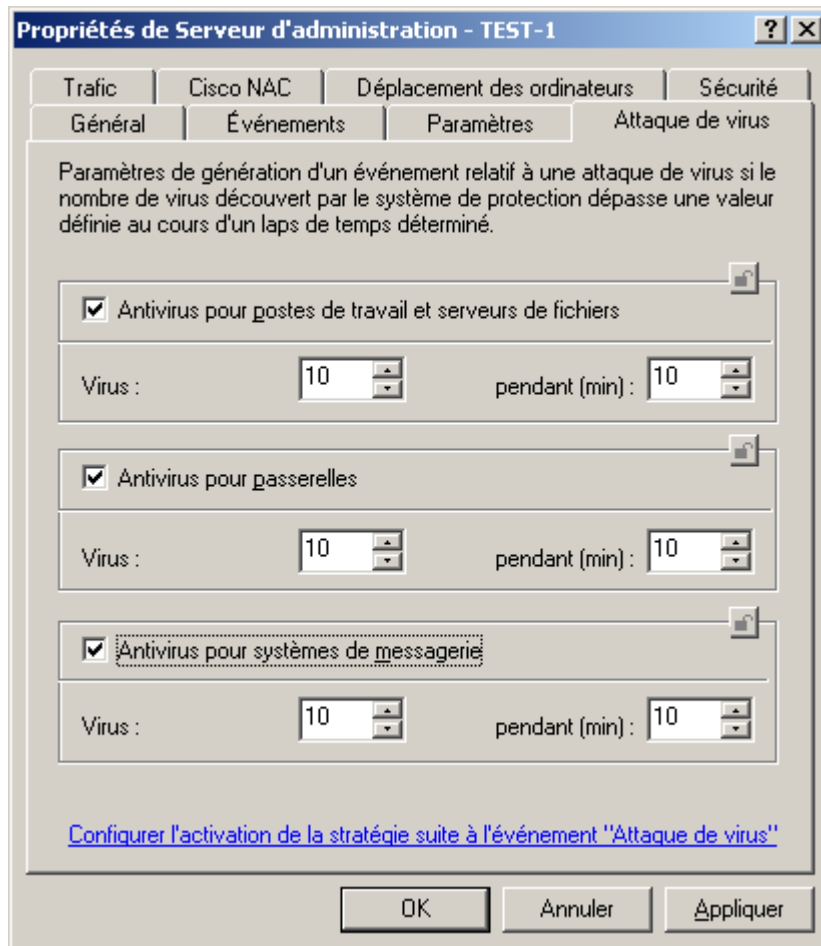 Propriétés de Serveur d'administration - TEST-1
Trafic Cisco NAC Déplacement des ordinateurs Sécurité
Général Événements Paramètres Attaque de virus
Paramètres de génération d'un événement relatif à une attaque de virus si le
nombre de virus découvert par le système de protection dépasse une valeur
définie au cours d'un laps de temps déterminé.
Antivirus pour postes de travail et serveurs de fichiers
Virus : 10 pendant (min) : 10
Antivirus pour passerelles
Virus : 10 pendant (min) : 10
Antivirus pour systèmes de messagerie
Virus : 10 pendant (min) : 10
Configurer l'activation de la stratégie suite à l'événement "Attaque de virus"
OK Annuler Appliquer